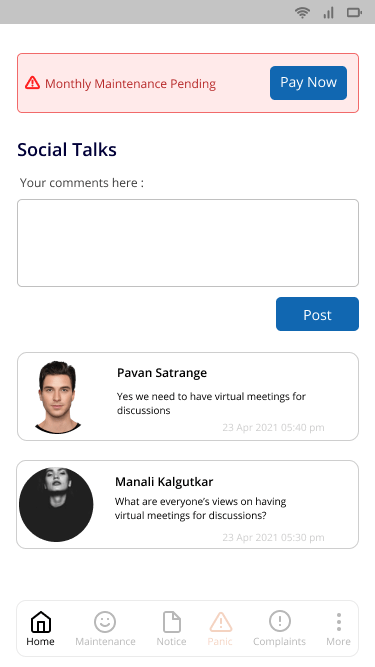 Monthly Maintenance Pending
Pay Now
Social Talks
Your comments here :
Post
Pavan Satrange
Yes we need to have virtual meetings for
discussions
23 Apr 2021 05:40 pm
Manali Kalgutkar
What are everyone's views on having
virtual meetings for discussions?
23 Apr 2021 05:30 pm
Home Maintenance Notice Panic Complaints More